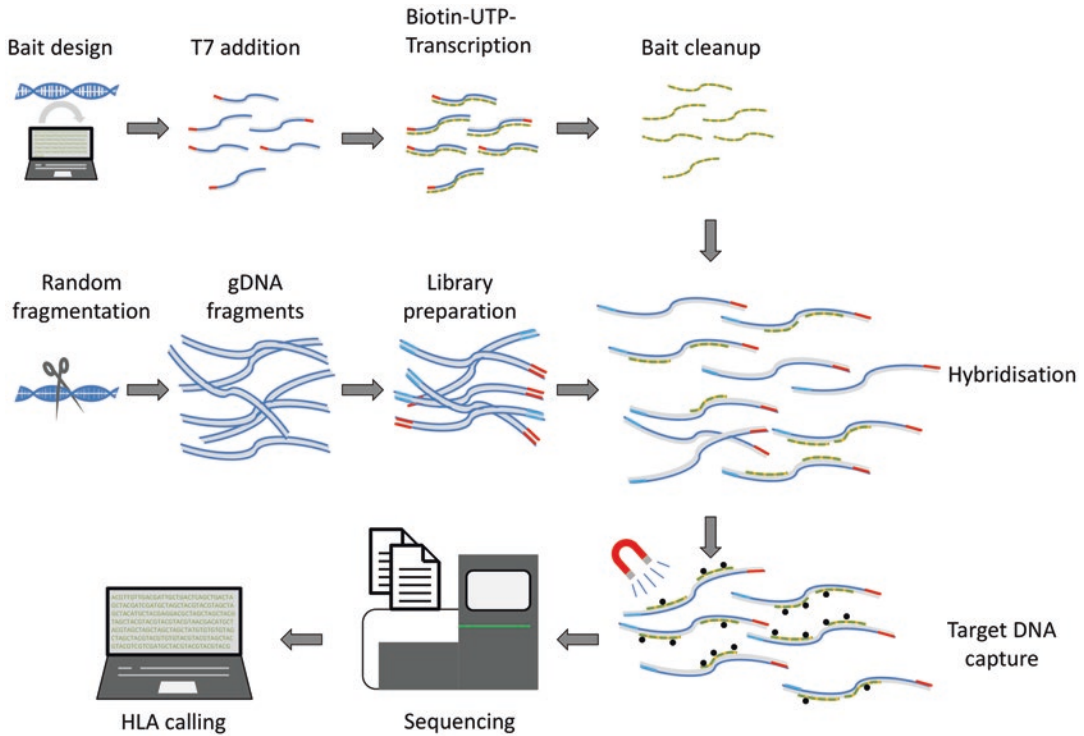 Bait design
T7 addition
Biotin-UTP-
Transcription
Bait cleanup
Random
fragmentation
gDNA
fragments
Library
preparation
Hybridisation
Target DNA
capture
Sequencing
HLA calling